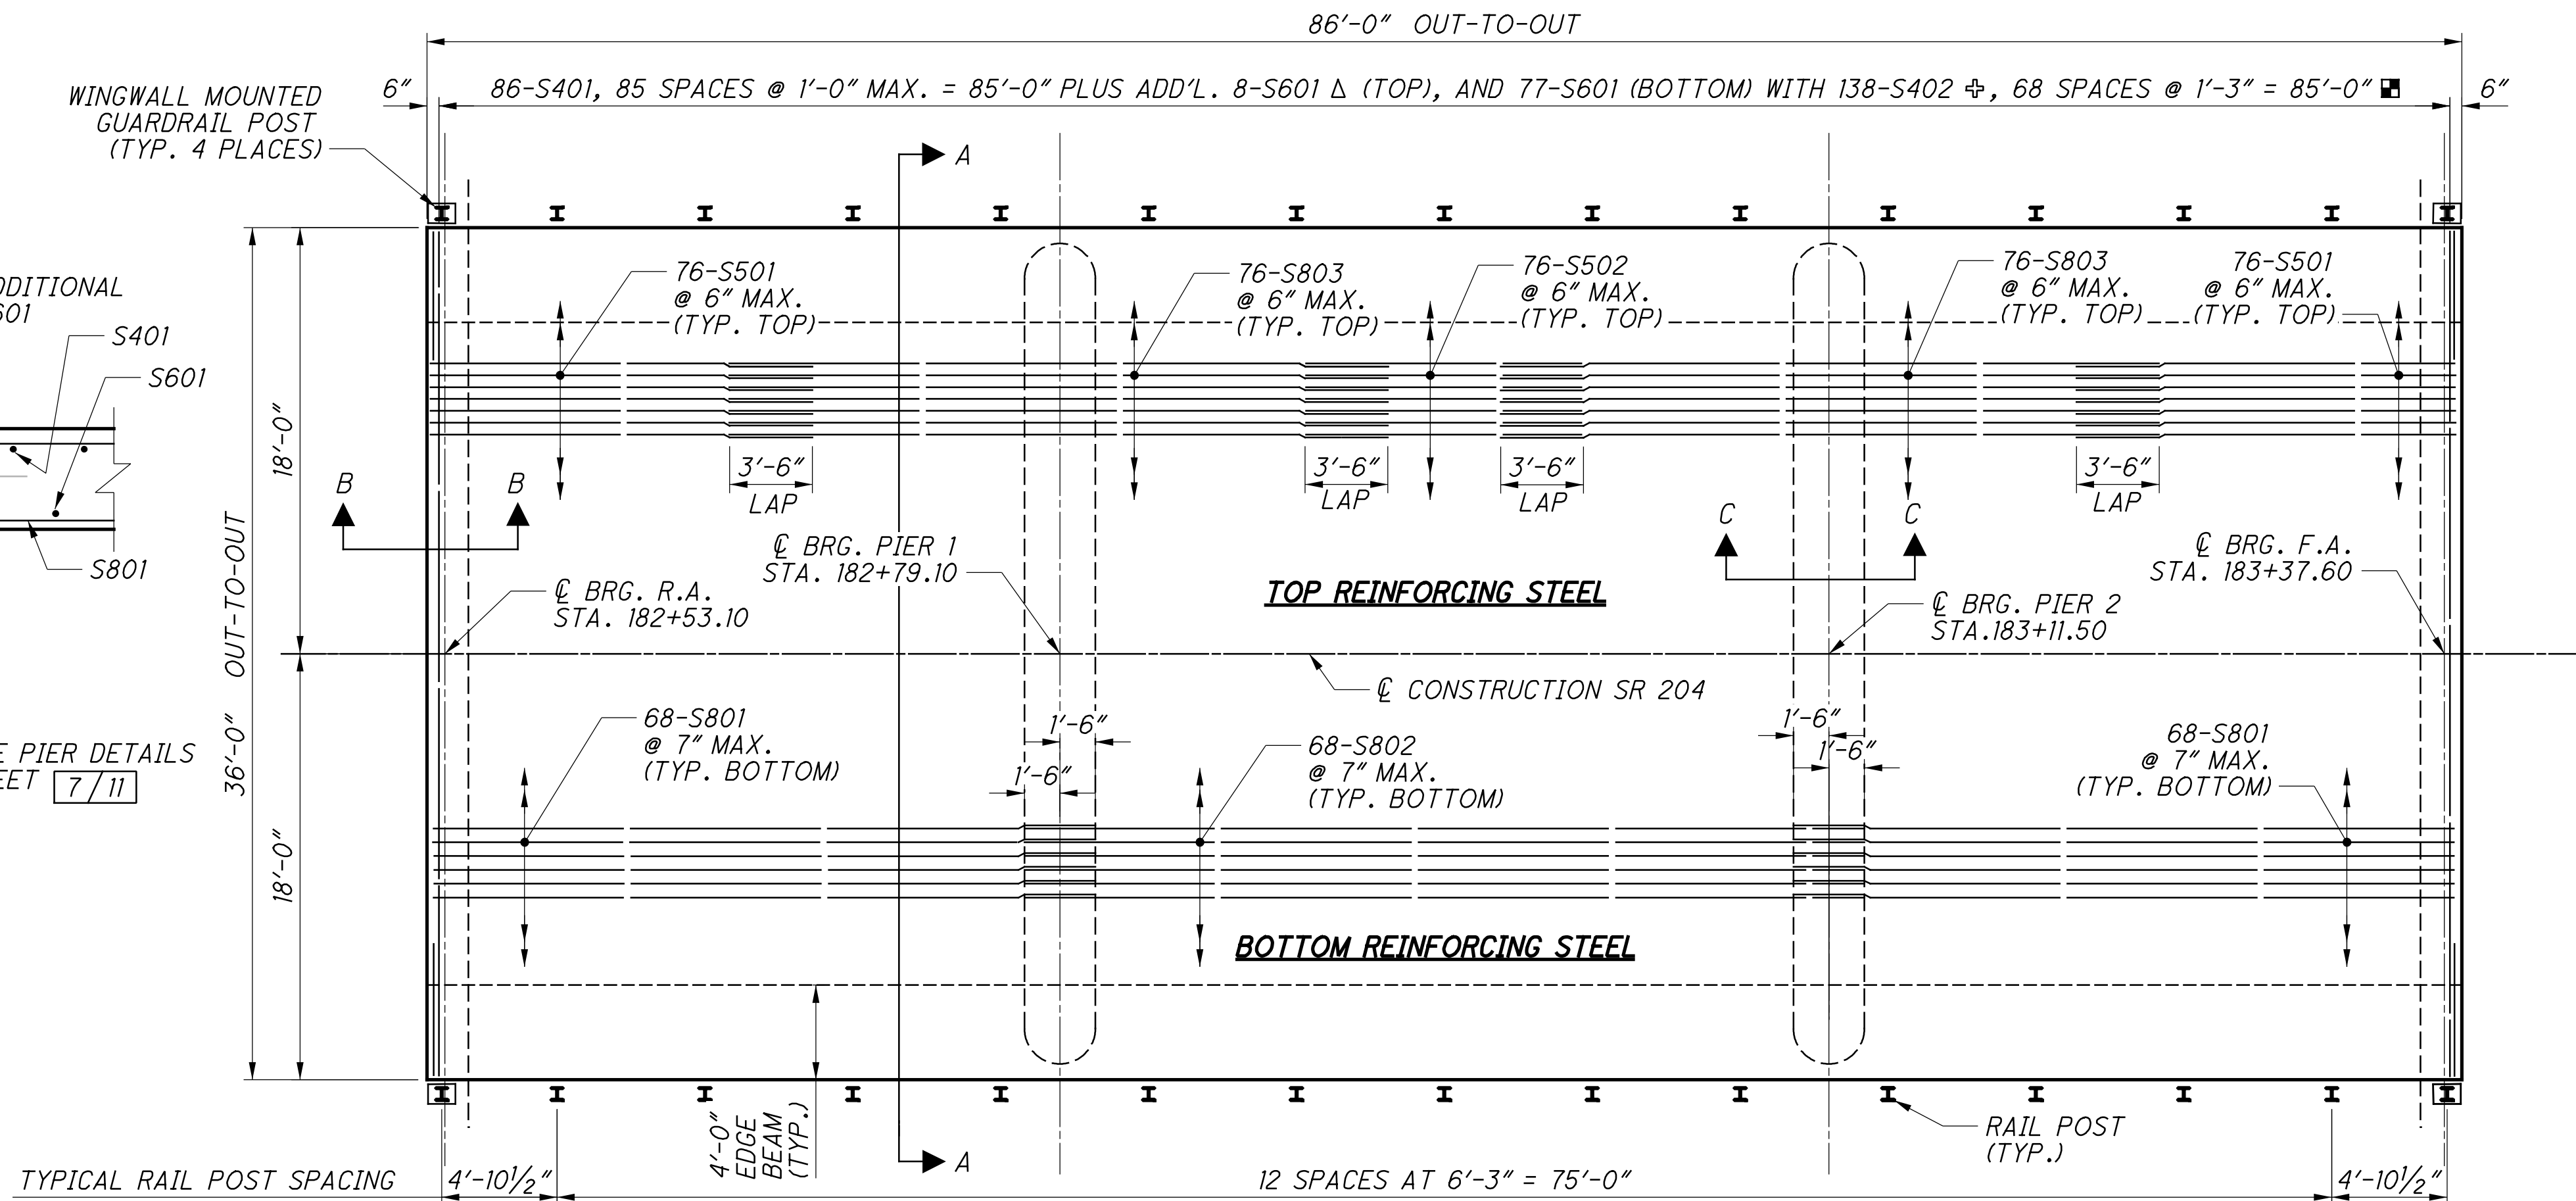 86'-0" OUT-TO-OUT
6"
86-S401, 85 SPACES @ 1'-0" MAX. = 85'-0" PLUS ADD'L. 8-S601 Δ (TOP), AND 77-S601 (BOTTOM) WITH 138-S402 ✚, 68 SPACES @ 1'-3" = 85'-0"
6"
WINGWALL MOUNTED
GUARDRAIL POST
(TYP. 4 PLACES)
A
DDITIONAL
601
S401
S601
S801
76-S501
@ 6" MAX.
(TYP. TOP)
76-S803
@ 6" MAX.
(TYP. TOP)
76-S502
@ 6" MAX.
(TYP. TOP)
76-S803
@ 6" MAX.
(TYP. TOP)
76-S501
@ 6" MAX.
(TYP. TOP)
18'-0"
3'-6"
LAP
3'-6"
LAP
3'-6"
LAP
3'-6"
LAP
B
B
C
C
36'-0" OUT-TO-OUT
℄ BRG. R.A.
STA. 182+53.10
℄ BRG. PIER 1
STA. 182+79.10
TOP REINFORCING STEEL
℄ BRG. PIER 2
STA.183+11.50
℄ BRG. F.A.
STA. 183+37.60
℄ CONSTRUCTION SR 204
E PIER DETAILS
EET 7/11
18'-0"
68-S801
@ 7" MAX.
(TYP. BOTTOM)
1'-6"
1'-6"
68-S802
@ 7" MAX.
(TYP. BOTTOM)
1'-6"
1'-6"
68-S801
@ 7" MAX.
(TYP. BOTTOM)
BOTTOM REINFORCING STEEL
4'-0"
EDGE
BEAM
(TYP.)
A
RAIL POST
(TYP.)
TYPICAL RAIL POST SPACING
4'-10½"
12 SPACES AT 6'-3" = 75'-0"
4'-10½"